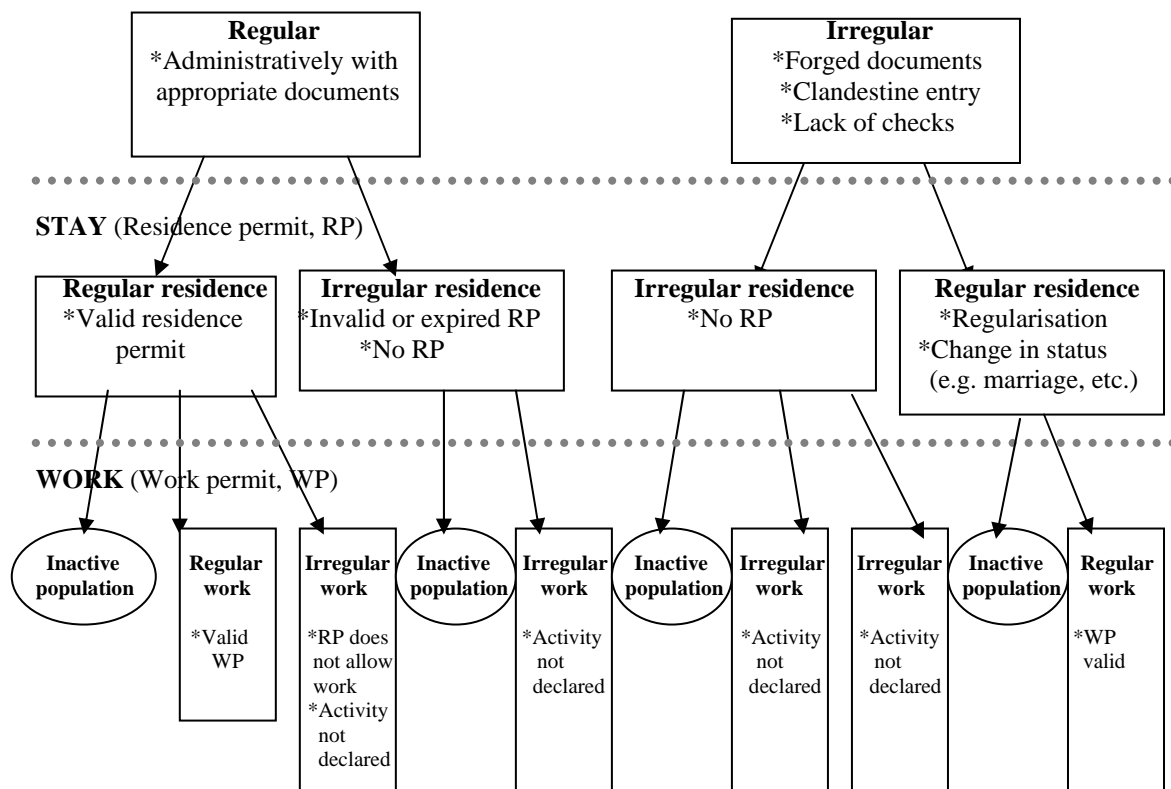 Regular
*Administratively with
appropriate documents
Irregular
*Forged documents
*Clandestine entry
*Lack of checks
STAY (Residence permit, RP)
Regular residence
*Valid residence
permit
Irregular residence
*Invalid or expired RP
*No RP
Irregular residence
*No RP
Regular residence
*Regularisation
*Change in status
(e.g. marriage, etc.)
WORK (Work permit, WP)
Inactive
population
Regular
work
*Valid
WP
Irregular
work
*RP does
not allow
work
*Activity
not
declared
Inactive
population
Irregular
work
*Activity
not
declared
Inactive
population
Irregular
work
*Activity
not
declared
Irregular
work
*Activity
not
declared
Inactive
population
Regular
work
*WP
valid